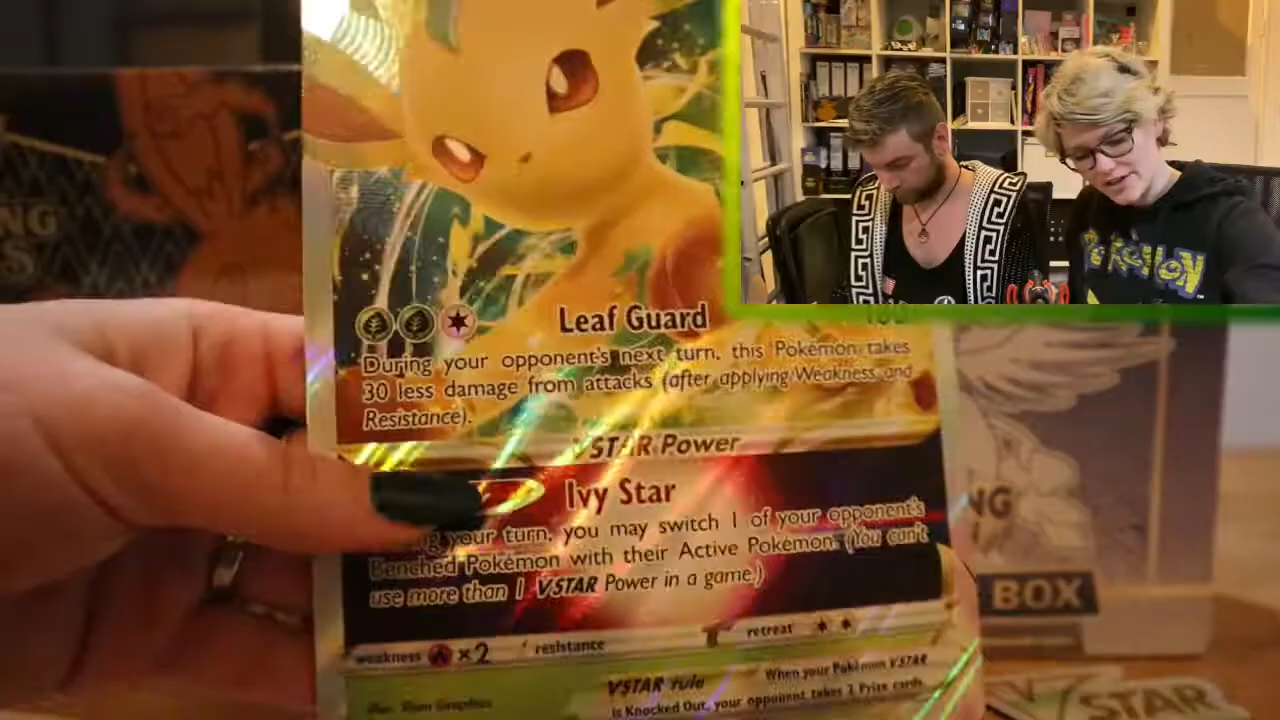 POKÉMON
NG
S
Leaf Guard
During your opponent's next turn, this Pokémon takes
30 less damage from attacks (after applying Weakness and
Resistance).
VSTAR Power
Ivy Star
your turn, you may switch 1 of your opponent's
Benched Pokémon with their Active Pokémon. (You can't
use more than 1 VSTAR Power in a game.)
NG
BOX
weakness ×2 resistance retreat
VSTAR rule
When your Pokémon VSTAR
is Knocked Out, your opponent takes 2 Prize cards.
V STAR